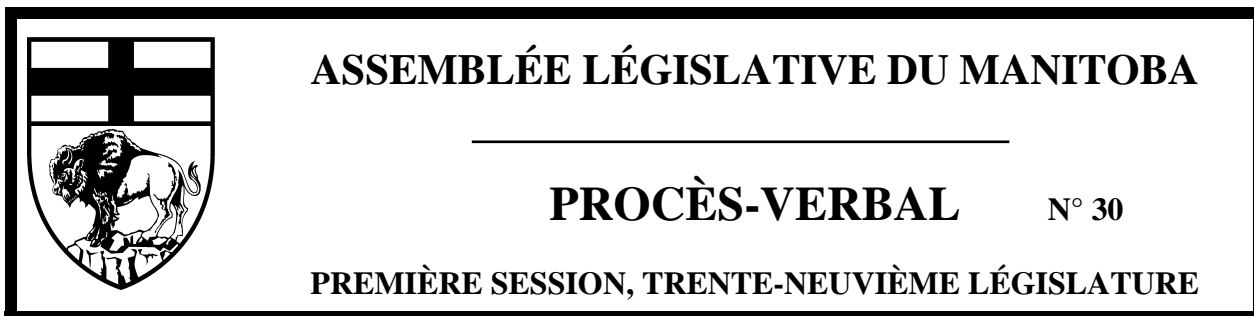 ASSEMBLÉE LÉGISLATIVE DU MANITOBA
PROCÈS-VERBAL N° 30
PREMIÈRE SESSION, TRENTE-NEUVIÈME LÉGISLATURE